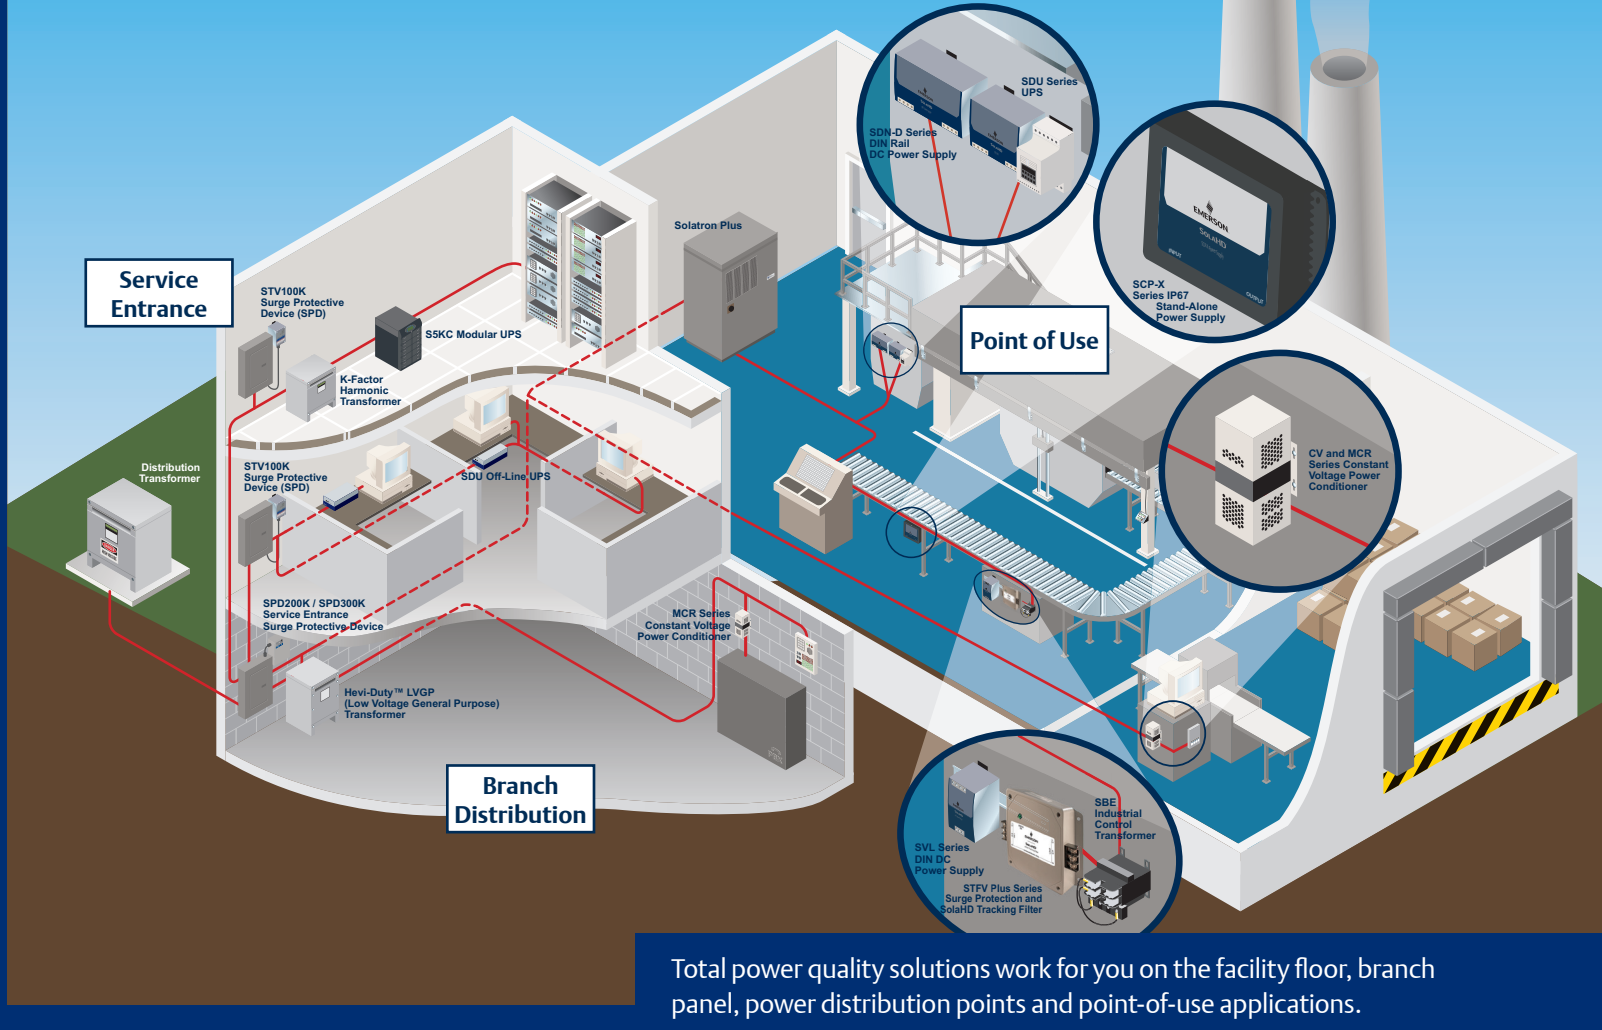 SDU Series
UPS
SDN-D Series
DIN Rail
DC Power Supply
EMERSON
SolaHD
INPUT
OUTPUT
SCP-X
Series IP67
Stand-Alone
Power Supply
Solatron Plus
Service
Entrance
STV100K
Surge Protective
Device (SPD)
S5KC Modular UPS
K-Factor
Harmonic
Transformer
Point of Use
CV and MCR
Series Constant
Voltage Power
Conditioner
Distribution
Transformer
STV100K
Surge Protective
Device (SPD)
SDU Off-Line UPS
SPD200K / SPD300K
Service Entrance
Surge Protective Device
MCR Series
Constant Voltage
Power Conditioner
Hevi-Duty™ LVGP
(Low Voltage General Purpose)
Transformer
PBX
Branch
Distribution
SBE
Industrial
Control
Transformer
SVL Series
DIN DC
Power Supply
STFV Plus Series
Surge Protection and
SolaHD Tracking Filter
Total power quality solutions work for you on the facility floor, branch
panel, power distribution points and point-of-use applications.